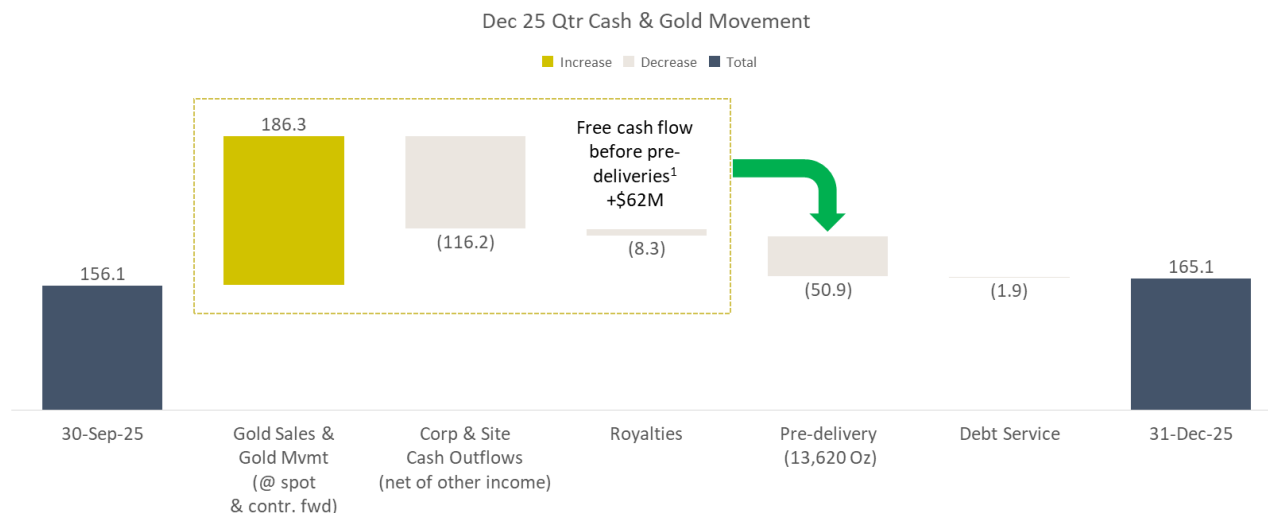 Dec 25 Qtr Cash & Gold Movement
Increase Decrease Total
186.3
Free cash flow
before pre-
deliveries¹
+$62M
(116.2)
(8.3)
156.1
(50.9)
(1.9)
165.1
30-Sep-25
Gold Sales &
Gold Mvmt
(@ spot
& contr. fwd)
Corp & Site
Cash Outflows
(net of other income)
Royalties
Pre-delivery
(13,620 Oz)
Debt Service
31-Dec-25